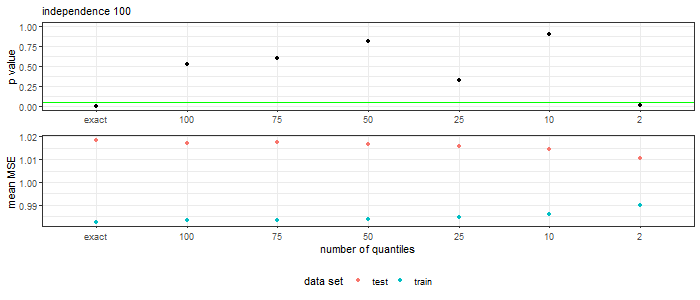 independence 100
p value
1.00
0.75
0.50
0.25
0.00
exact 100 75 50 25 10 2
mean MSE
1.02
1.01
1.00
0.99
exact 100 75 50 25 10 2
number of quantiles
data set test train